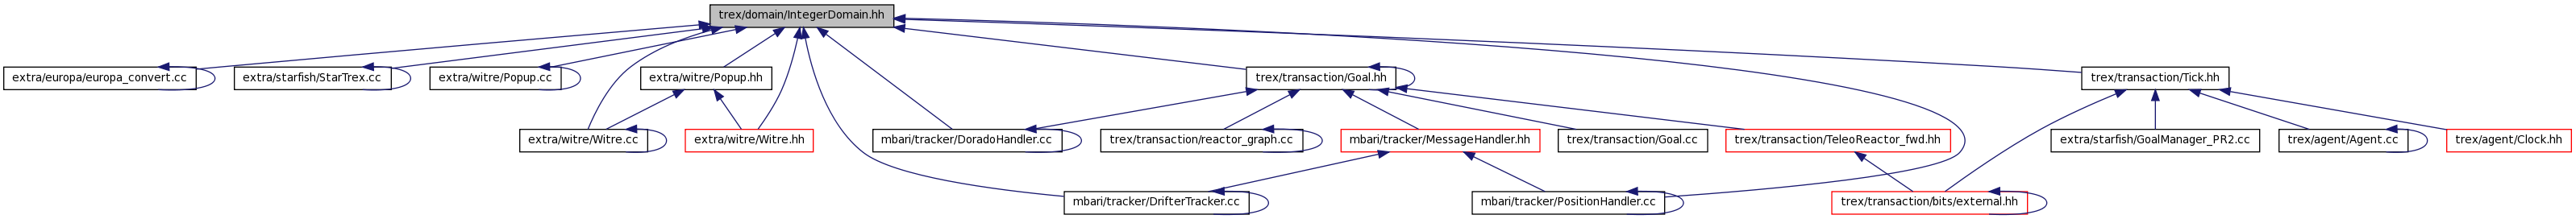 trex/domain/IntegerDomain.hh
extra/europa/europa_convert.cc
extra/starfish/StarTrex.cc
extra/witre/Popup.cc
extra/witre/Popup.hh
trex/transaction/Goal.hh
trex/transaction/Tick.hh
extra/witre/Witre.cc
extra/witre/Witre.hh
mbari/tracker/DoradoHandler.cc
trex/transaction/reactor_graph.cc
mbari/tracker/MessageHandler.hh
trex/transaction/Goal.cc
trex/transaction/TeleoReactor_fwd.hh
extra/starfish/GoalManager_PR2.cc
trex/agent/Agent.cc
trex/agent/Clock.hh
mbari/tracker/DrifterTracker.cc
mbari/tracker/PositionHandler.cc
trex/transaction/bits/external.hh